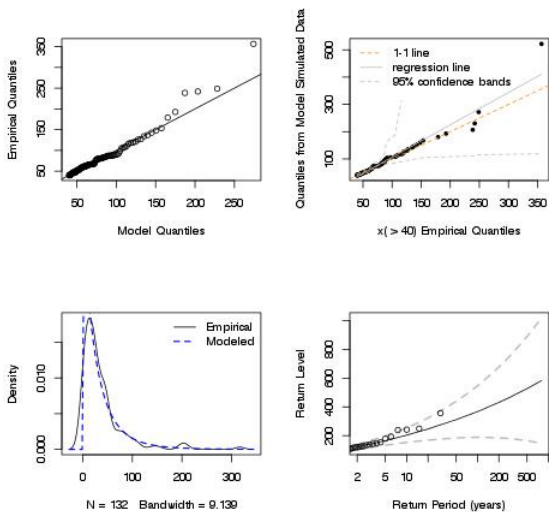 Empirical Quantiles
350
250
150
50
50 100 150 200 250
Model Quantiles
Quantiles from Model Simulated Data
500
300
100
1-1 line
regression line
95% confidence bands
50 100 150 200 250 300 350
x( > 40) Empirical Quantiles
Density
0.010
0.000
Empirical
Modeled
0 100 200 300
N = 132 Bandwidth = 9.139
Return Level
1000
800
600
400
200
2 5 10 50 200 500
Return Period (years)